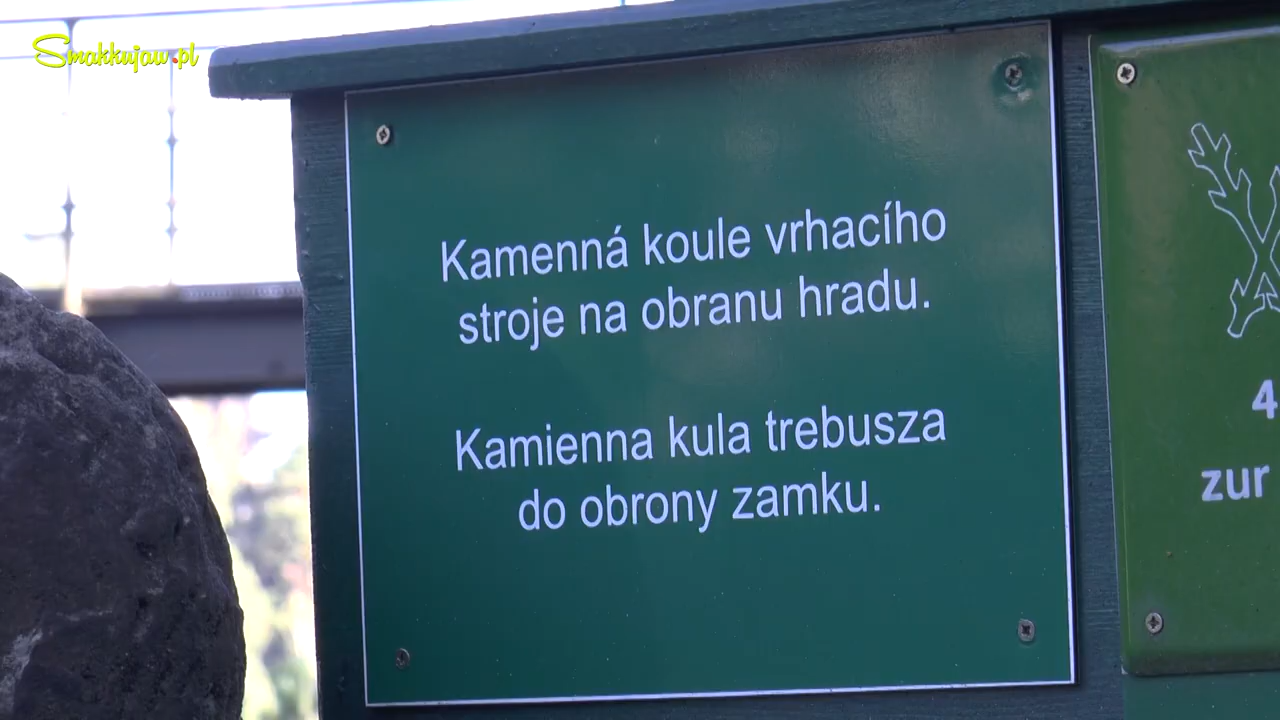 Smakkujaw.pl
Kamenná koule vrhacího
stroje na obranu hradu.
Kamienna kula trebusza
do obrony zamku.
4
zur